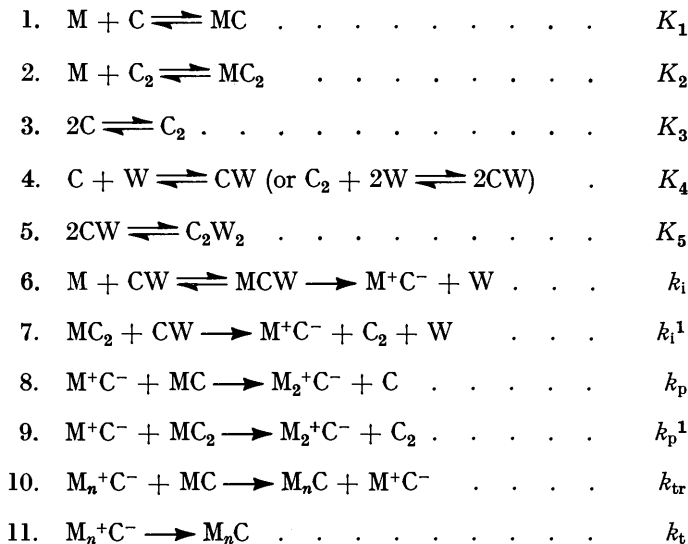 1. M + C ⇌ MC . . . . . . . . . . K₁
2. M + C₂ ⇌ MC₂ . . . . . . . . . K₂
3. 2C ⇌ C₂ . . . . . . . . . . . K₃
4. C + W ⇌ CW (or C₂ + 2W ⇌ 2CW) . K₄
5. 2CW ⇌ C₂W₂ . . . . . . . . . K₅
6. M + CW ⇌ MCW ⟶ M⁺C⁻ + W . . . kᵢ
7. MC₂ + CW ⟶ M⁺C⁻ + C₂ + W . . . kᵢ¹
8. M⁺C⁻ + MC ⟶ M₂⁺C⁻ + C . . . . . kₚ
9. M⁺C⁻ + MC₂ ⟶ M₂⁺C⁻ + C₂ . . . . kₚ¹
10. Mₙ⁺C⁻ + MC ⟶ MₙC + M⁺C⁻ . . . . kₜᵣ
11. Mₙ⁺C⁻ ⟶ MₙC . . . . . . . . . kₜ